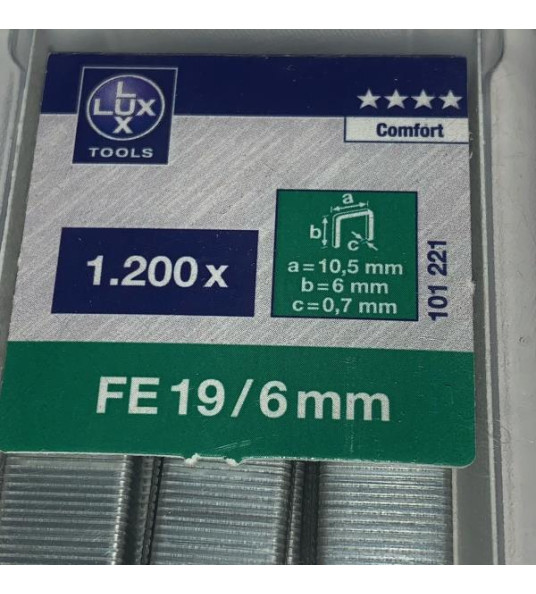 LUX
LUX
TOOLS
★★★★
Comfort
1.200 x
a
b
c
a = 10,5 mm
b = 6 mm
c = 0,7 mm
101 221
FE 19 / 6 mm